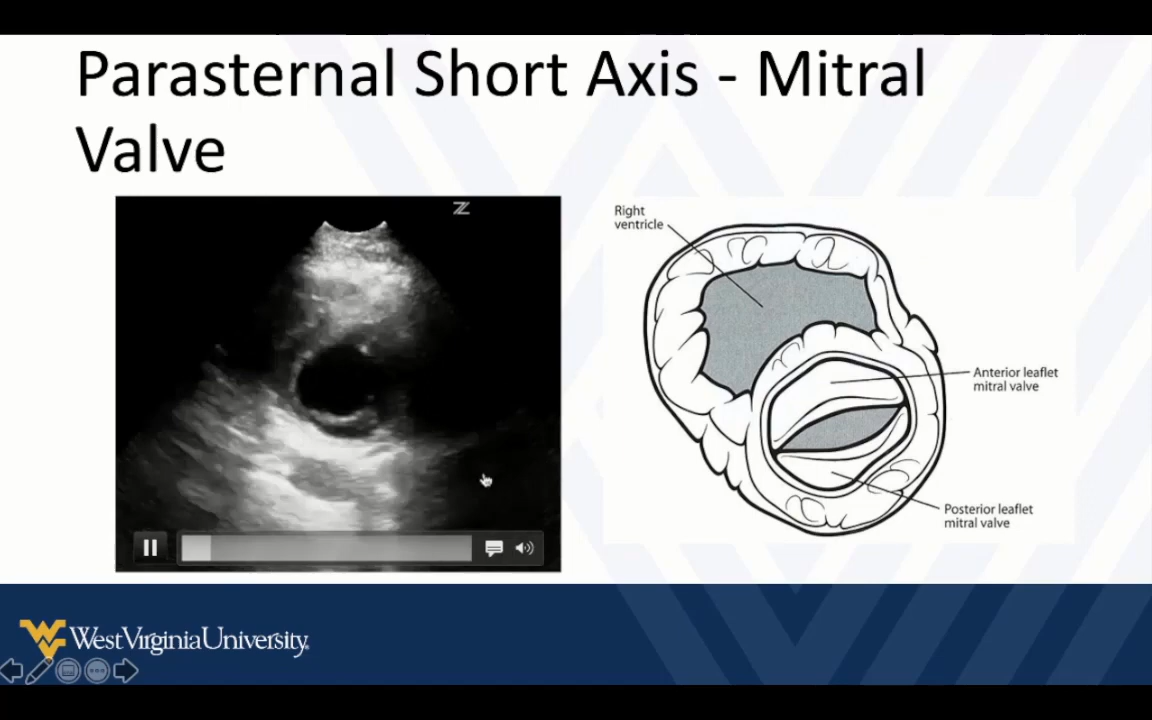 Parasternal Short Axis - Mitral
Valve
Z
Right
ventricle
Anterior leaflet
mitral valve
Posterior leaflet
mitral valve
WestVirginiaUniversity.